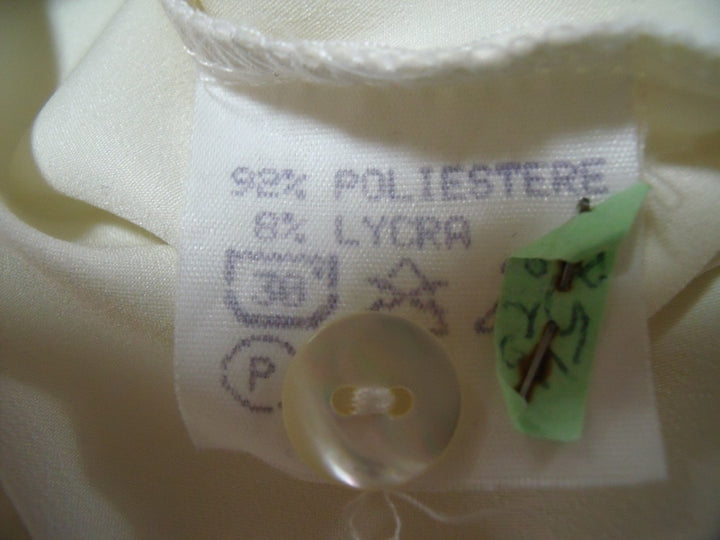 92% POLIESTERE
8% LYCRA
30°
P